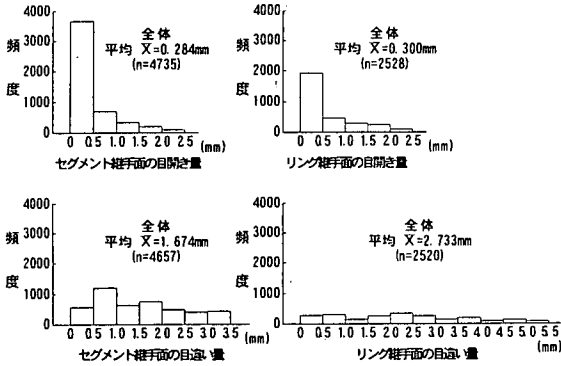 4000
3000
2000
1000
頻
度
全体
平均 X̄=0.284mm
(n=4735)
0 0.5 1.0 1.5 2.0 2.5 (mm)
セグメント継手面の目開き量
4000
3000
2000
1000
頻
度
全体
平均 X̄=0.300mm
(n=2528)
0 0.5 1.0 1.5 2.0 2.5 (mm)
リング継手面の目開き量
4000
3000
2000
1000
0
頻
度
全体
平均 X̄=1.674mm
(n=4657)
0 0.5 1.0 1.5 2.0 2.5 3.0 3.5 (mm)
セグメント継手面の目違い量
4000
3000
2000
1000
0
頻
度
全体
平均 X̄=2.733mm
(n=2520)
0 0.5 1.0 1.5 2.0 2.5 3.0 3.5 4.0 4.5 5.0 5.5 (mm)
リング継手面の目違い量